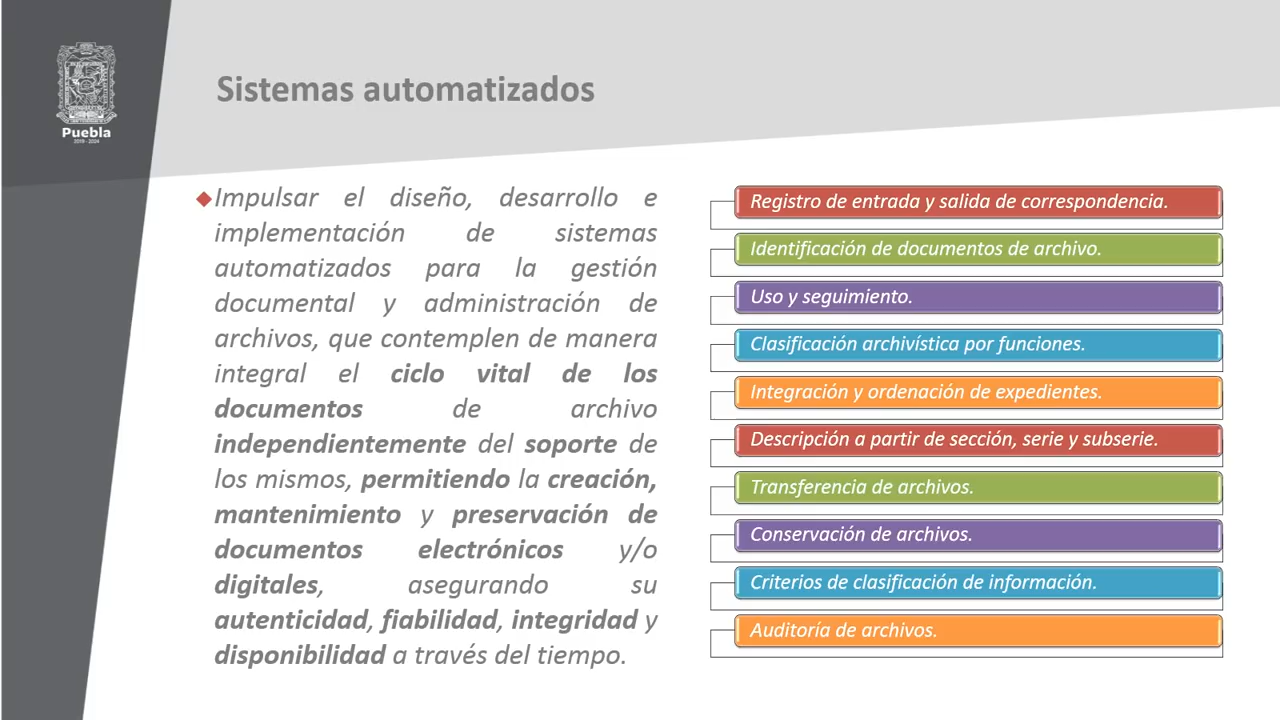 Puebla
2019 - 2024
Sistemas automatizados
Impulsar el diseño, desarrollo e
implementación de sistemas
automatizados para la gestión
documental y administración de
archivos, que contemplen de manera
integral el ciclo vital de los
documentos de archivo
independientemente del soporte de
los mismos, permitiendo la creación,
mantenimiento y preservación de
documentos electrónicos y/o
digitales, asegurando su
autenticidad, fiabilidad, integridad y
disponibilidad a través del tiempo.
Registro de entrada y salida de correspondencia.
Identificación de documentos de archivo.
Uso y seguimiento.
Clasificación archivística por funciones.
Integración y ordenación de expedientes.
Descripción a partir de sección, serie y subserie.
Transferencia de archivos.
Conservación de archivos.
Criterios de clasificación de información.
Auditoría de archivos.